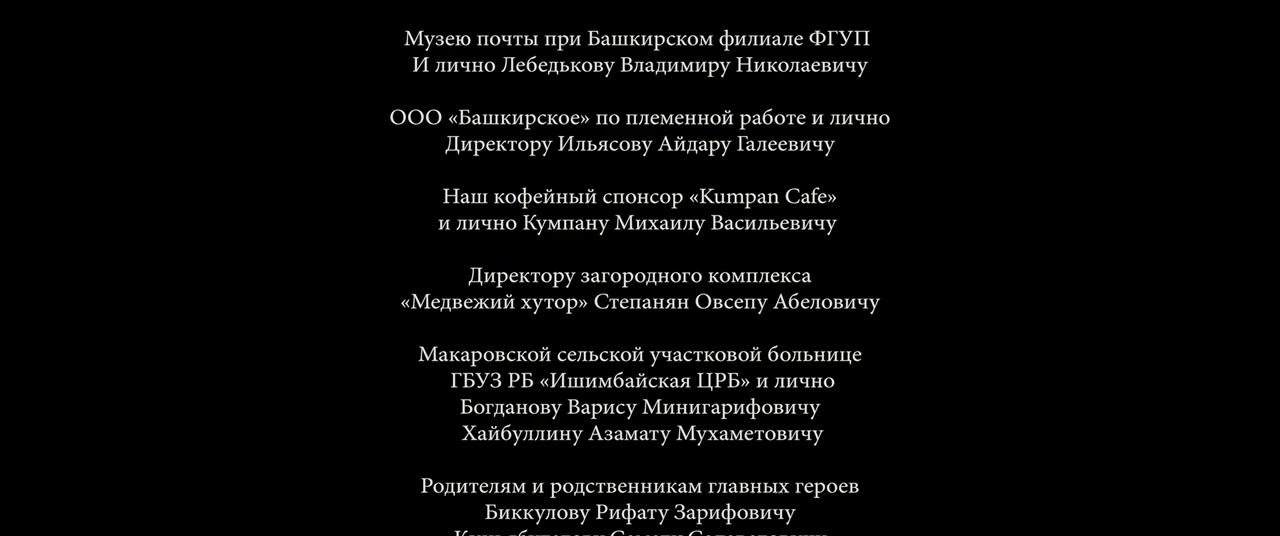 Музею почты при Башкирском филиале ФГУП
И лично Лебедькову Владимиру Николаевичу
ООО «Башкирское» по племенной работе и лично
Директору Ильясову Айдару Галеевичу
Наш кофейный спонсор «Kumpan Cafe»
и лично Кумпану Михаилу Васильевичу
Директору загородного комплекса
«Медвежий хутор» Степанян Овсепу Абеловичу
Макаровской сельской участковой больнице
ГБУЗ РБ «Ишимбайская ЦРБ» и лично
Богданову Варису Минигарифовичу
Хайбуллину Азамату Мухаметовичу
Родителям и родственникам главных героев
Биккулову Рифату Зарифовичу